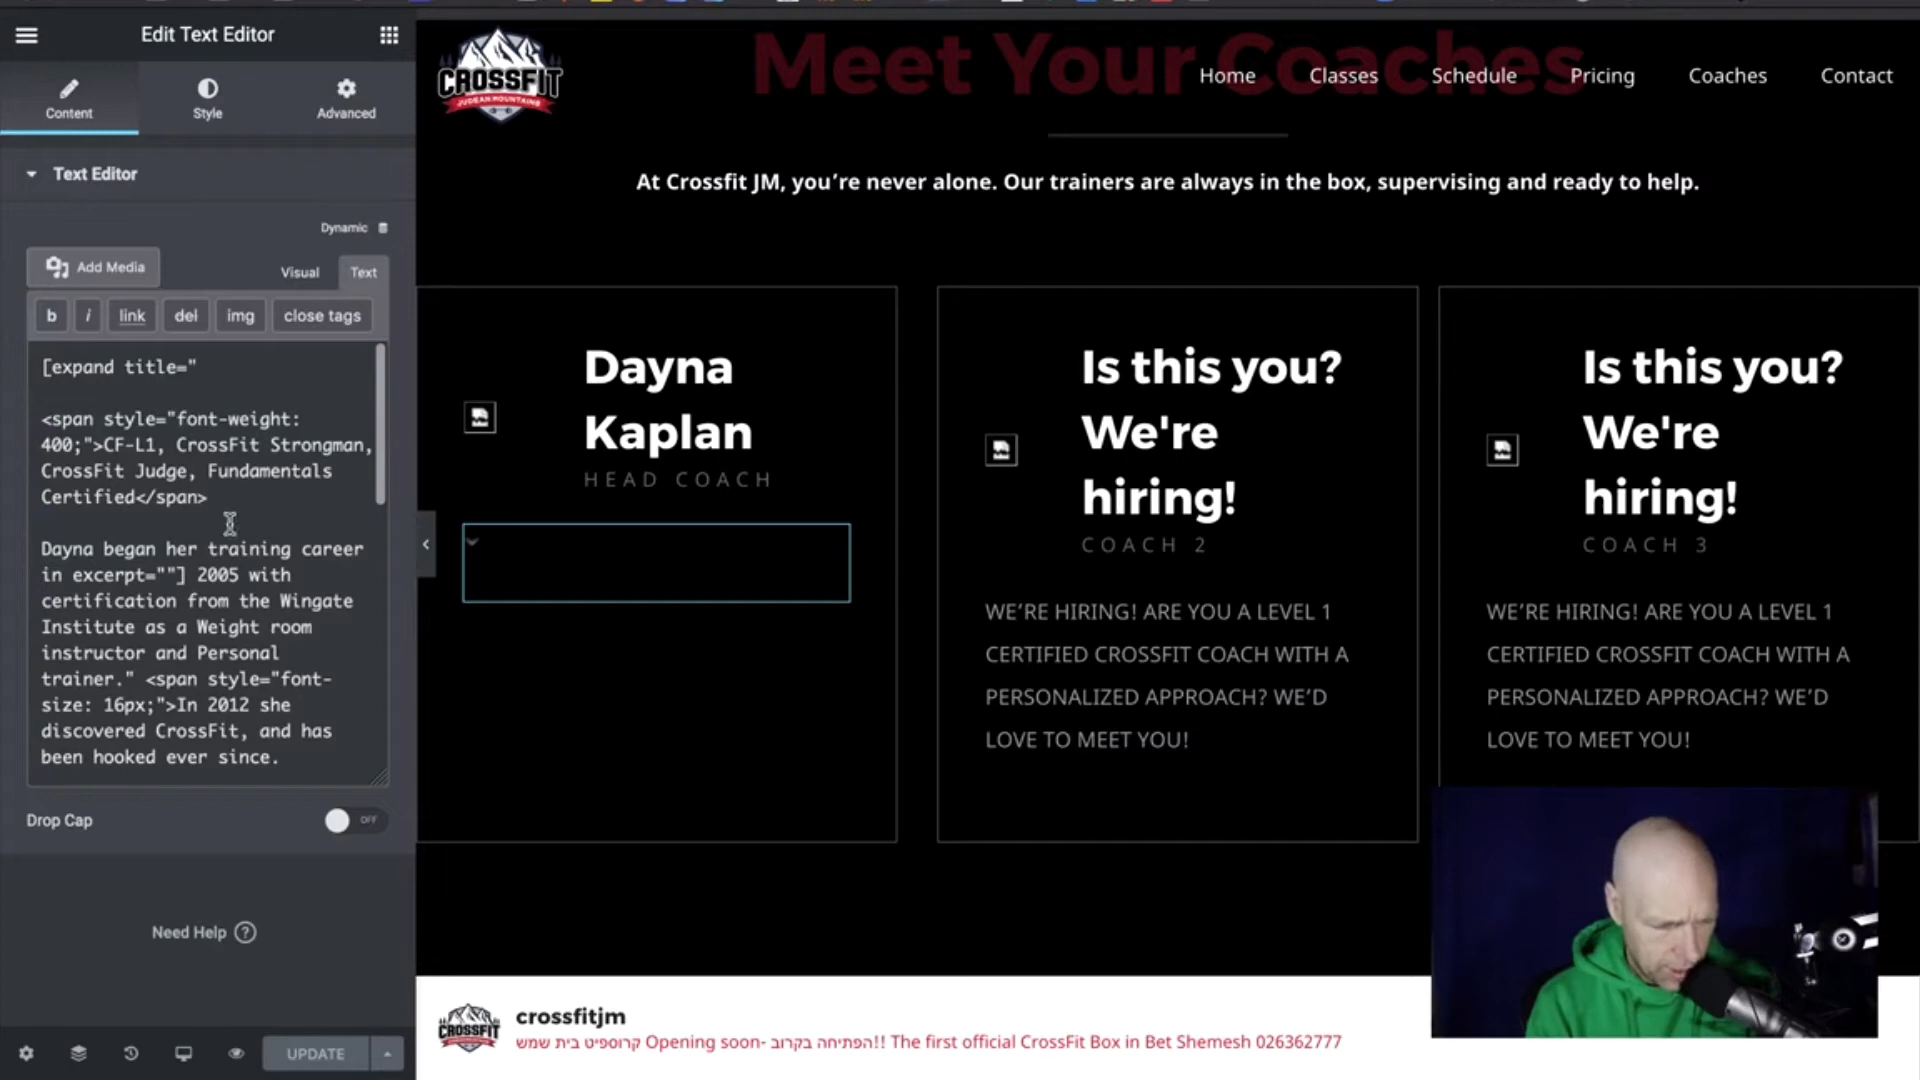 Edit Text Editor
Content
Style
Advanced
Text Editor
Dynamic
Add Media
Visual
Text
b
i
link
del
img
close tags
[expand title="
<span style="font-weight:
400;">CF-L1, CrossFit Strongman,
CrossFit Judge, Fundamentals
Certified</span>
Dayna began her training career
in excerpt=""] 2005 with
certification from the Wingate
Institute as a Weight room
instructor and Personal
trainer." <span style="font-
size: 16px;">In 2012 she
discovered CrossFit, and has
been hooked ever since.
Drop Cap
OFF
Need Help ?
UPDATE
CROSSFIT
JUDEAN MOUNTAINS
Meet Your Coaches
Home
Classes
Schedule
Pricing
Coaches
Contact
At Crossfit JM, you’re never alone. Our trainers are always in the box, supervising and ready to help.
Dayna
Kaplan
HEAD COACH
Is this you?
We're
hiring!
COACH 2
WE’RE HIRING! ARE YOU A LEVEL 1
CERTIFIED CROSSFIT COACH WITH A
PERSONALIZED APPROACH? WE’D
LOVE TO MEET YOU!
Is this you?
We're
hiring!
COACH 3
WE’RE HIRING! ARE YOU A LEVEL 1
CERTIFIED CROSSFIT COACH WITH A
PERSONALIZED APPROACH? WE’D
LOVE TO MEET YOU!
CROSSFIT
crossfitjm
קרוספיט בית שמש Opening soon- הפתיחה בקרוב!! The first official CrossFit Box in Bet Shemesh 026362777